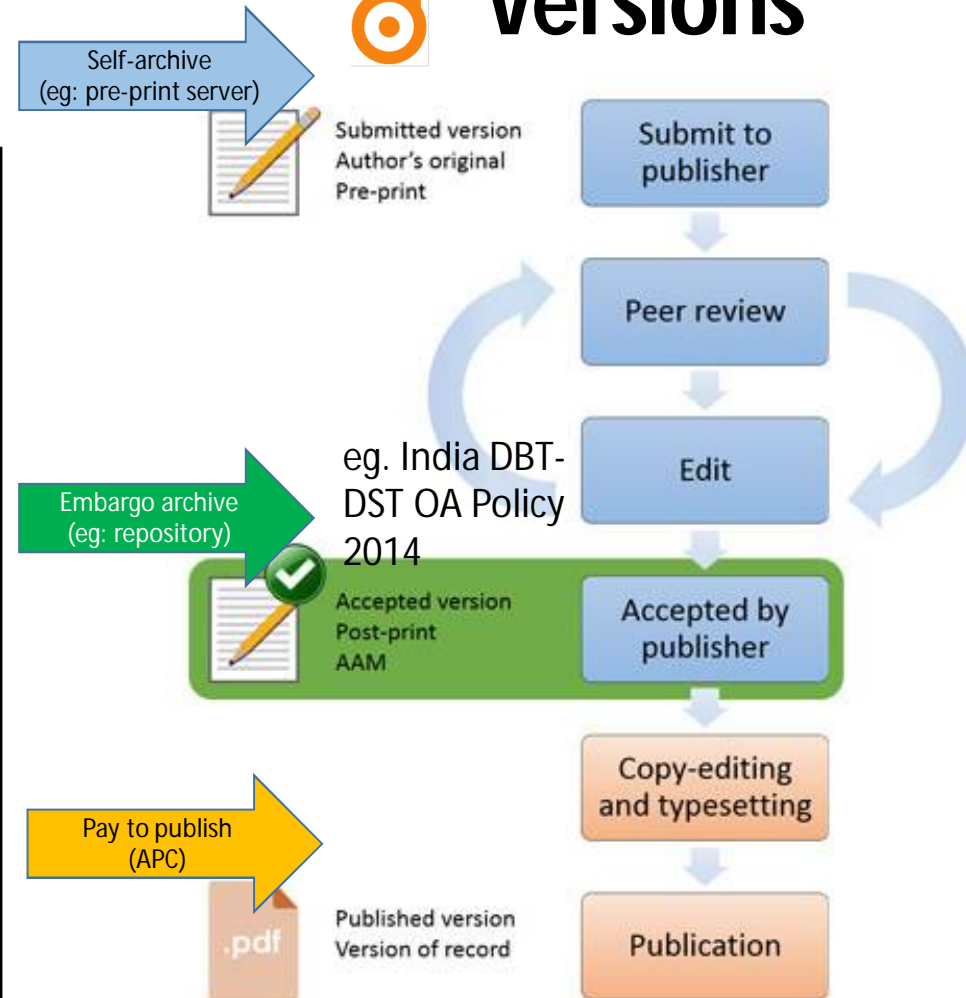 Versions
Self-archive
(eg: pre-print server)
Submitted version
Author's original
Pre-print
Submit to
publisher
Peer review
Edit
eg. India DBT-
DST OA Policy
2014
Embargo archive
(eg: repository)
Accepted version
Post-print
AAM
Accepted by
publisher
Copy-editing
and typesetting
Pay to publish
(APC)
.pdf
Published version
Version of record
Publication